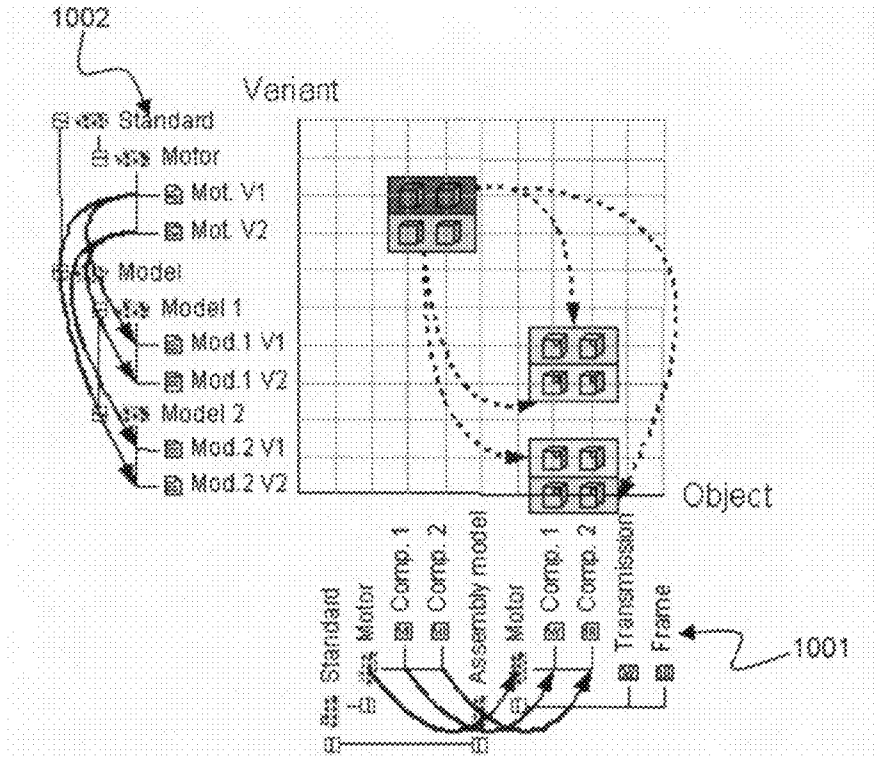 1002
Variant
Standard
Motor
Mot. V1
Mot. V2
Model
Model 1
Mod.1 V1
Mod.1 V2
Model 2
Mod.2 V1
Mod.2 V2
Object
Standard
Motor
Comp. 1
Comp. 2
Assembly model
Motor
Comp. 1
Comp. 2
Transmission
Frame
1001